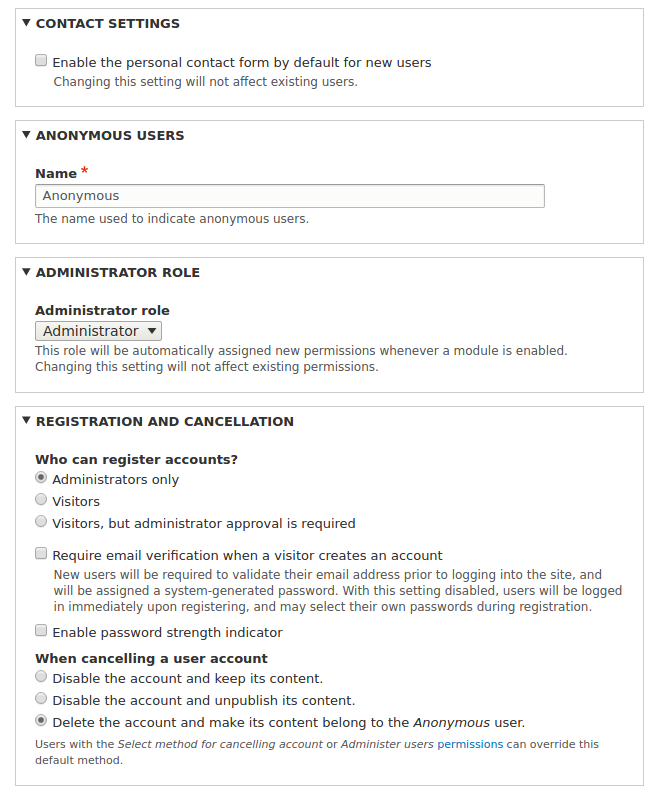 CONTACT SETTINGS
Enable the personal contact form by default for new users
Changing this setting will not affect existing users.
ANONYMOUS USERS
Name *
Anonymous
The name used to indicate anonymous users.
ADMINISTRATOR ROLE
Administrator role
Administrator
This role will be automatically assigned new permissions whenever a module is enabled.
Changing this setting will not affect existing permissions.
REGISTRATION AND CANCELLATION
Who can register accounts?
Administrators only
Visitors
Visitors, but administrator approval is required
Require email verification when a visitor creates an account
New users will be required to validate their email address prior to logging into the site, and
will be assigned a system-generated password. With this setting disabled, users will be logged
in immediately upon registering, and may select their own passwords during registration.
Enable password strength indicator
When cancelling a user account
Disable the account and keep its content.
Disable the account and unpublish its content.
Delete the account and make its content belong to the Anonymous user.
Users with the Select method for cancelling account or Administer users permissions can override this
default method.